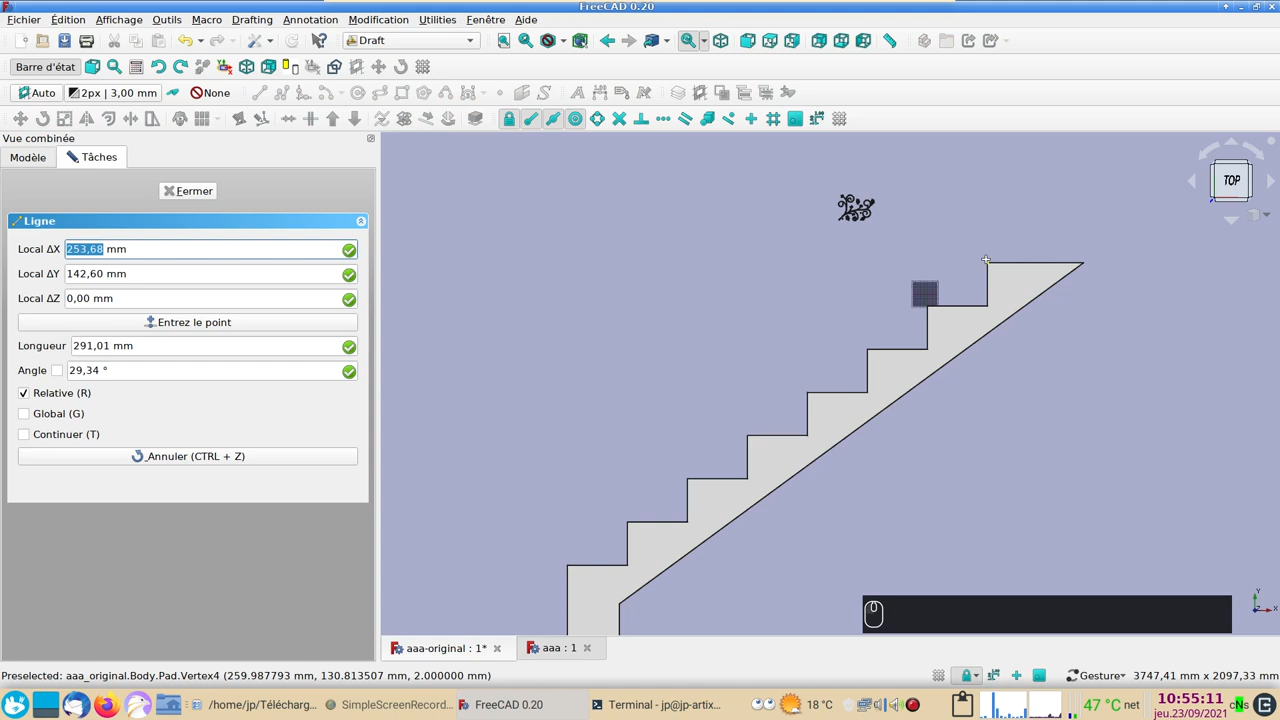 FreeCAD 0.20
Fichier Édition Affichage Outils Macro Drafting Annotation Modification Utilities Fenêtre Aide
Draft
Barre d'état
Auto 2px | 3,00 mm None
Vue combinée
Modèle Tâches
Fermer
Ligne
Local ΔX 253,68 mm
Local ΔY 142,60 mm
Local ΔZ 0,00 mm
Entrez le point
Longueur 291,01 mm
Angle 29,34 °
Relative (R)
Global (G)
Continuer (T)
Annuler (CTRL + Z)
TOP
Y
X
aaa-original : 1* aaa : 1
Preselected: aaa_original.Body.Pad.Vertex4 (259.987793 mm, 130.813507 mm, 2.000000 mm) Gesture 3747,41 mm x 2097,33 mm
/home/jp/Télécharg... SimpleScreenRecord... FreeCAD 0.20 Terminal - jp@jp-artix... 18 °C 47 °C net 10:55:11
jeu.23/09/2021